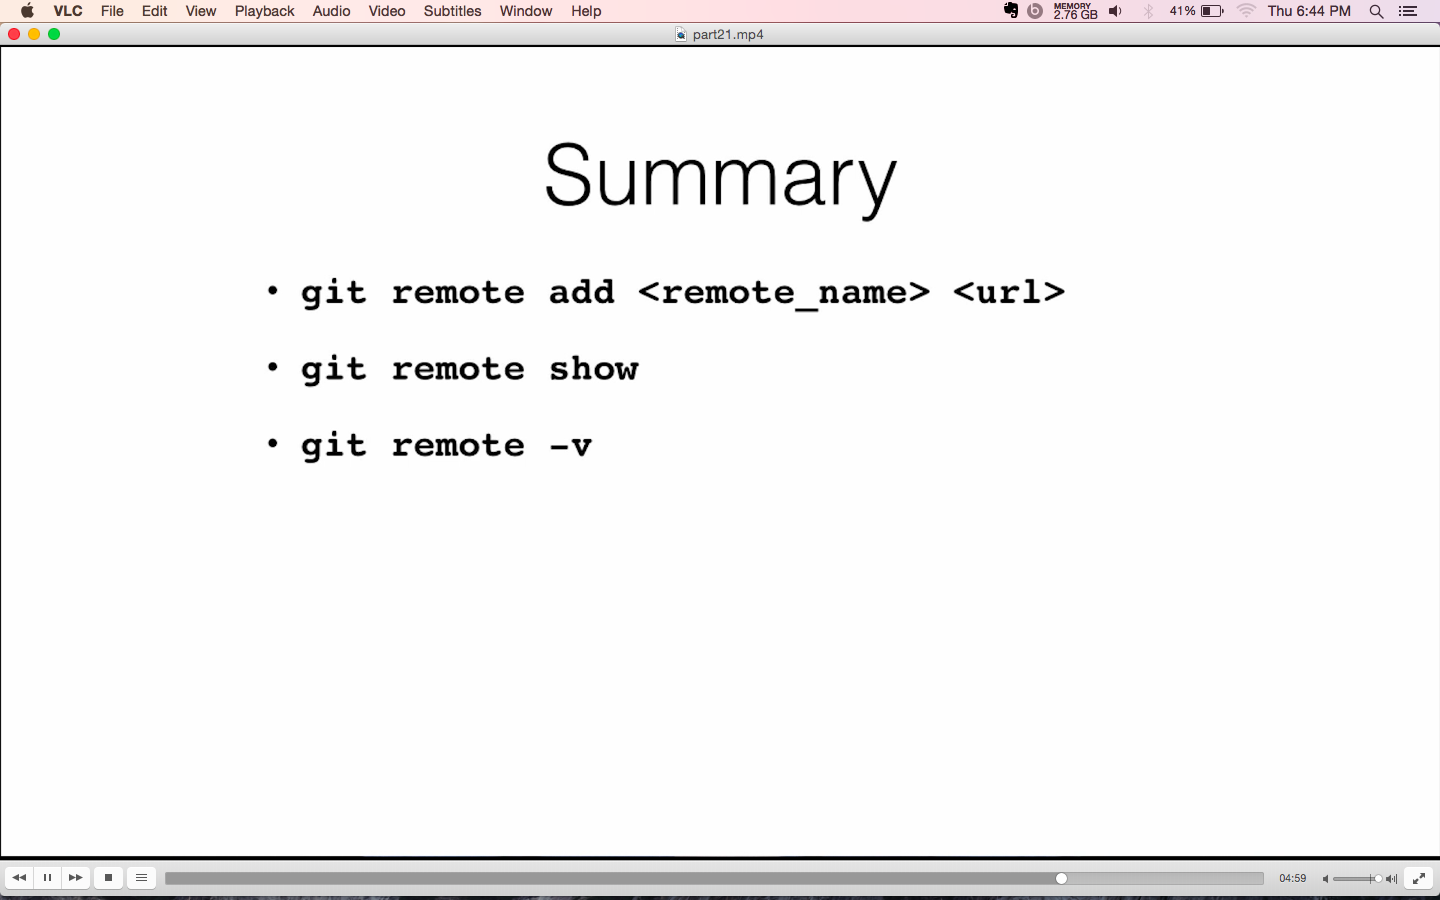 VLC File Edit View Playback Audio Video Subtitles Window Help MEMORY 2.76 GB 41% Thu 6:44 PM
part21.mp4
Summary
• git remote add <remote_name> <url>
• git remote show
• git remote -v
04:59